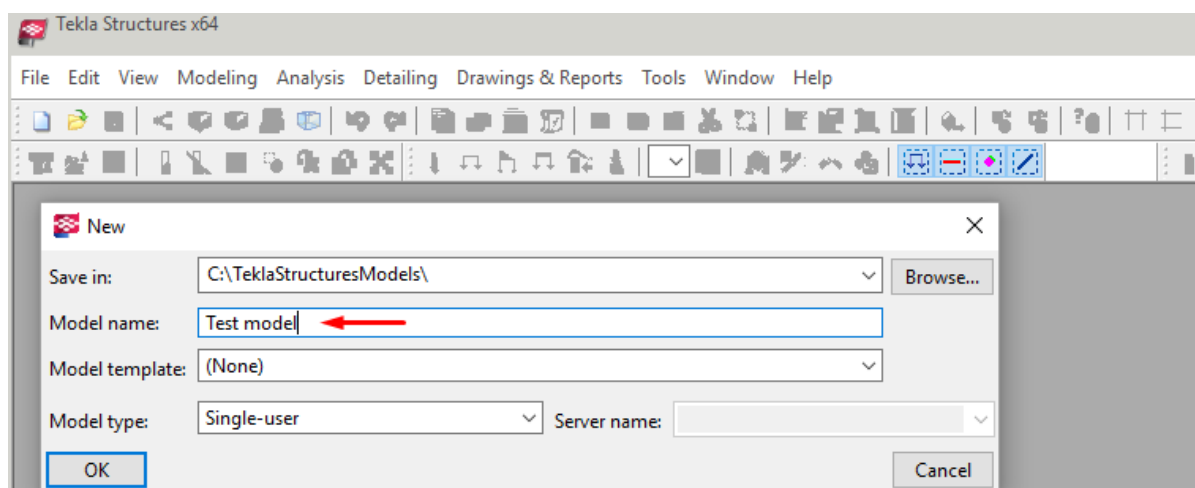 Tekla Structures x64
File Edit View Modeling Analysis Detailing Drawings & Reports Tools Window Help
New
Save in: C:\TeklaStructuresModels\ Browse...
Model name: Test model
Model template: (None)
Model type: Single-user Server name:
OK Cancel